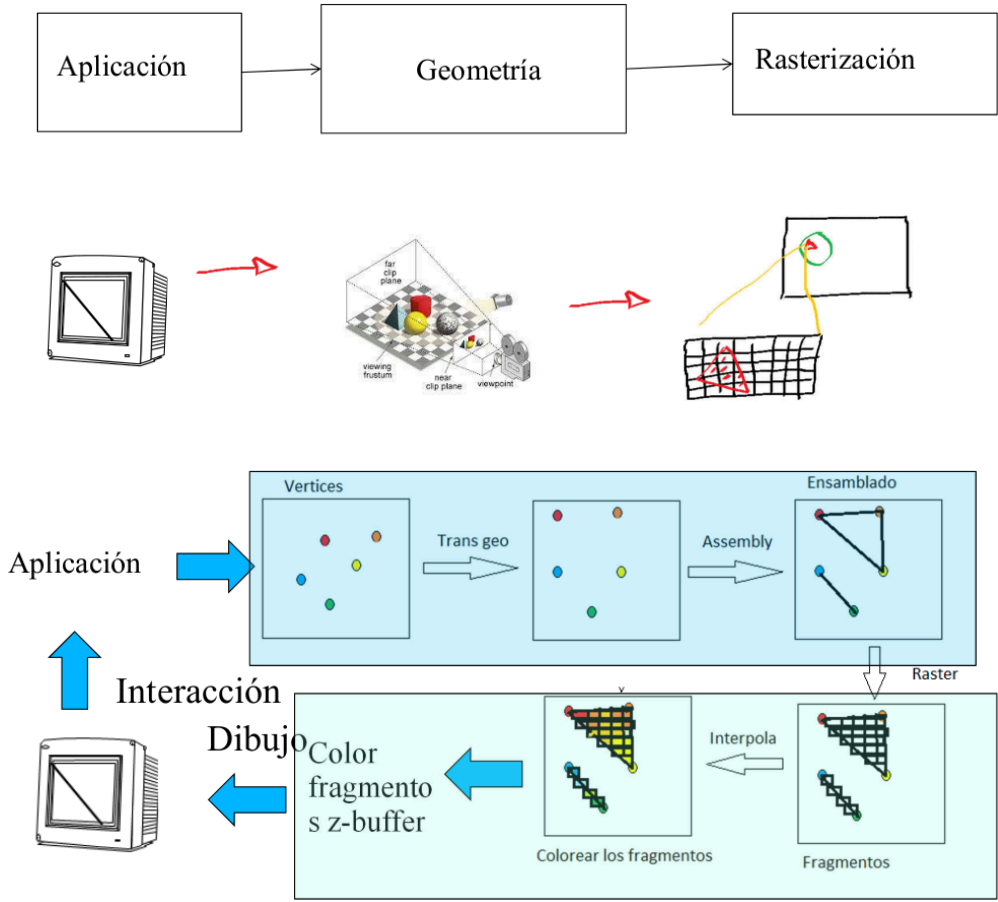 Aplicación
Geometría
Rasterización
far
clip
plane
viewing
frustum
near
clip plane
viewpoint
Vertices
Trans geo
Assembly
Ensamblado
Aplicación
Raster
Interacción
Dibujo
Color
fragmento
s z-buffer
Interpola
Colorear los fragmentos
Fragmentos